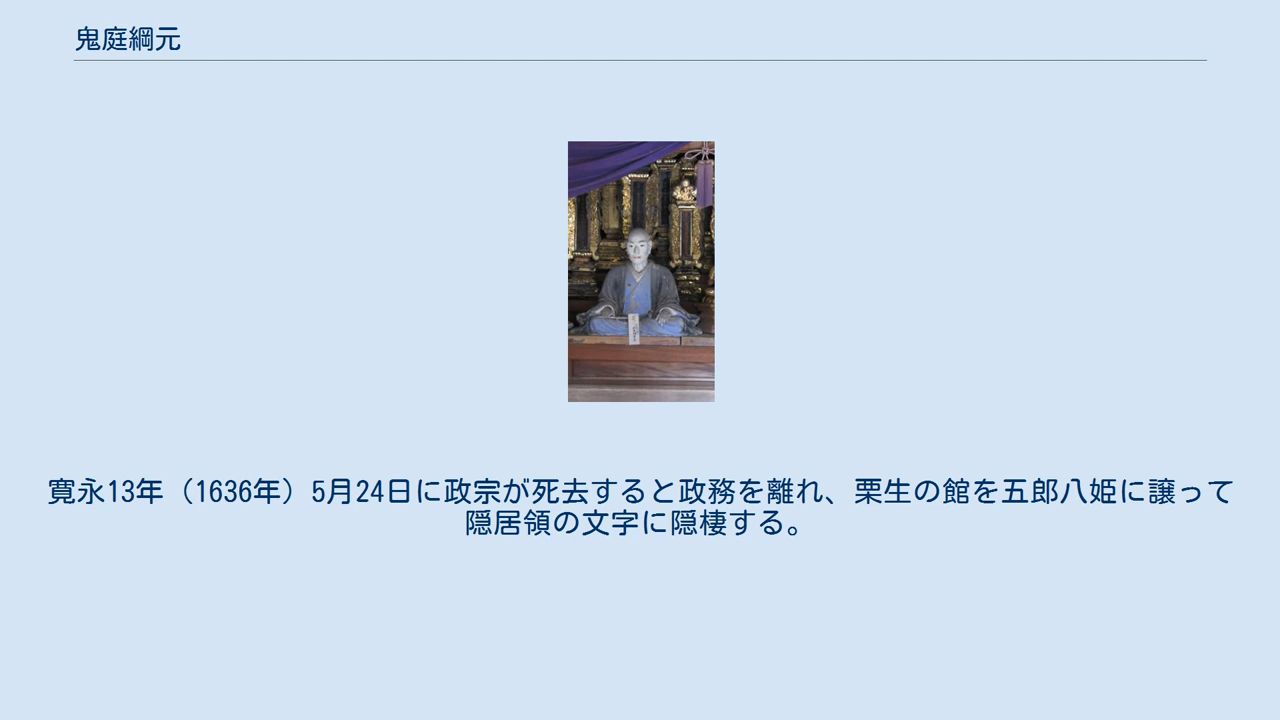 鬼庭綱元
寛永13年（1636年）5月24日に政宗が死去すると政務を離れ、栗生の館を五郎八姫に譲って
隠居領の文字に隠棲する。